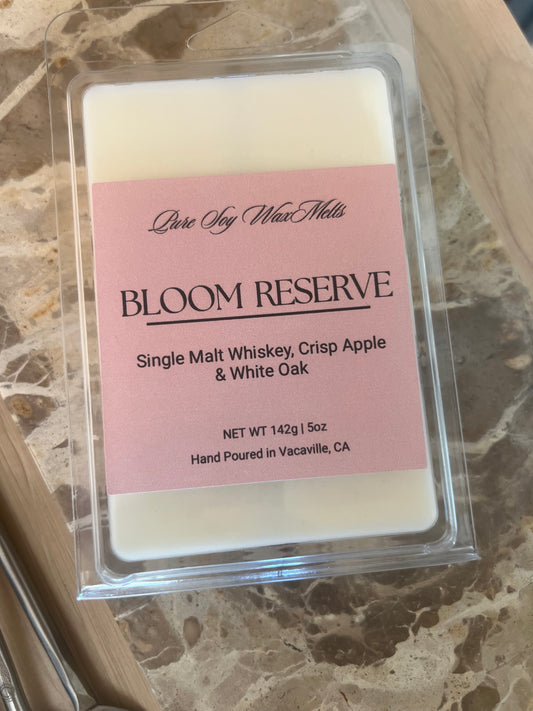 Pure Soy Wax Melts
BLOOM RESERVE
Single Malt Whiskey, Crisp Apple
& White Oak
NET WT 142g | 5oz
Hand Poured in Vacaville, CA